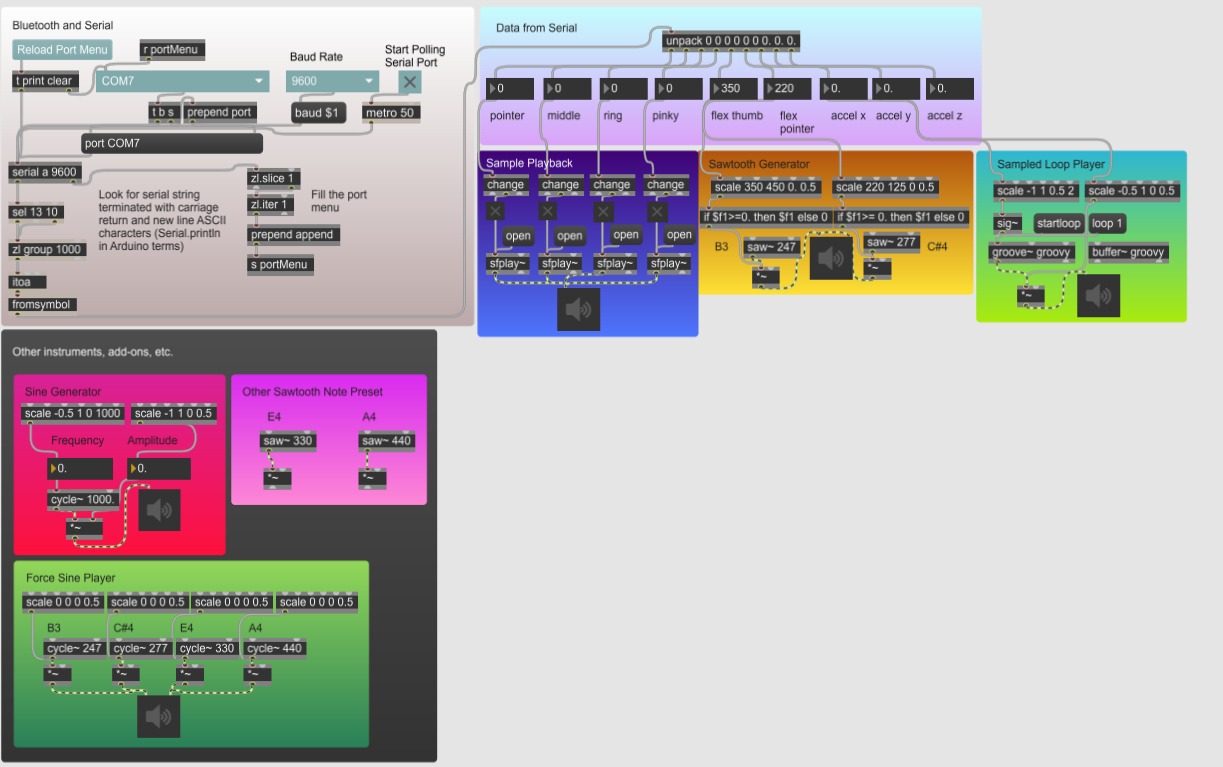 Bluetooth and Serial
Reload Port Menu
r portMenu
Baud Rate
Start Polling
Serial Port
t print clear
COM7
9600
t b s
prepend port
baud $1
metro 50
port COM7
serial a 9600
Look for serial string
terminated with carriage
return and new line ASCII
characters (Serial.println
in Arduino terms)
zl.slice 1
Fill the port
menu
zl.iter 1
sel 13 10
prepend append
zl group 1000
s portMenu
itoa
fromsymbol
Data from Serial
unpack 0 0 0 0 0 0 0. 0. 0.
0
0
0
0
350
220
0.
0.
0.
pointer
middle
ring
pinky
flex thumb
flex
pointer
accel x
accel y
accel z
Sample Playback
change
change
change
change
open
open
open
open
sfplay~
sfplay~
sfplay~
sfplay~
Sawtooth Generator
scale 350 450 0. 0.5
scale 220 125 0 0.5
if $f1>=0. then $f1 else 0
if $f1>= 0. then $f1 else 0
B3
saw~ 247
saw~ 277
C#4
*~
*~
Sampled Loop Player
scale -1 1 0.5 2
scale -0.5 1 0 0.5
sig~
startloop
loop 1
groove~ groovy
buffer~ groovy
*~
Other instruments, add-ons, etc.
Sine Generator
scale -0.5 1 0 1000
scale -1 1 0 0.5
Frequency
Amplitude
0.
0.
cycle~ 1000.
*~
Other Sawtooth Note Preset
E4
A4
saw~ 330
saw~ 440
*~
*~
Force Sine Player
scale 0 0 0 0.5
scale 0 0 0 0.5
scale 0 0 0 0.5
scale 0 0 0 0.5
B3
C#4
E4
A4
cycle~ 247
cycle~ 277
cycle~ 330
cycle~ 440
*~
*~
*~
*~